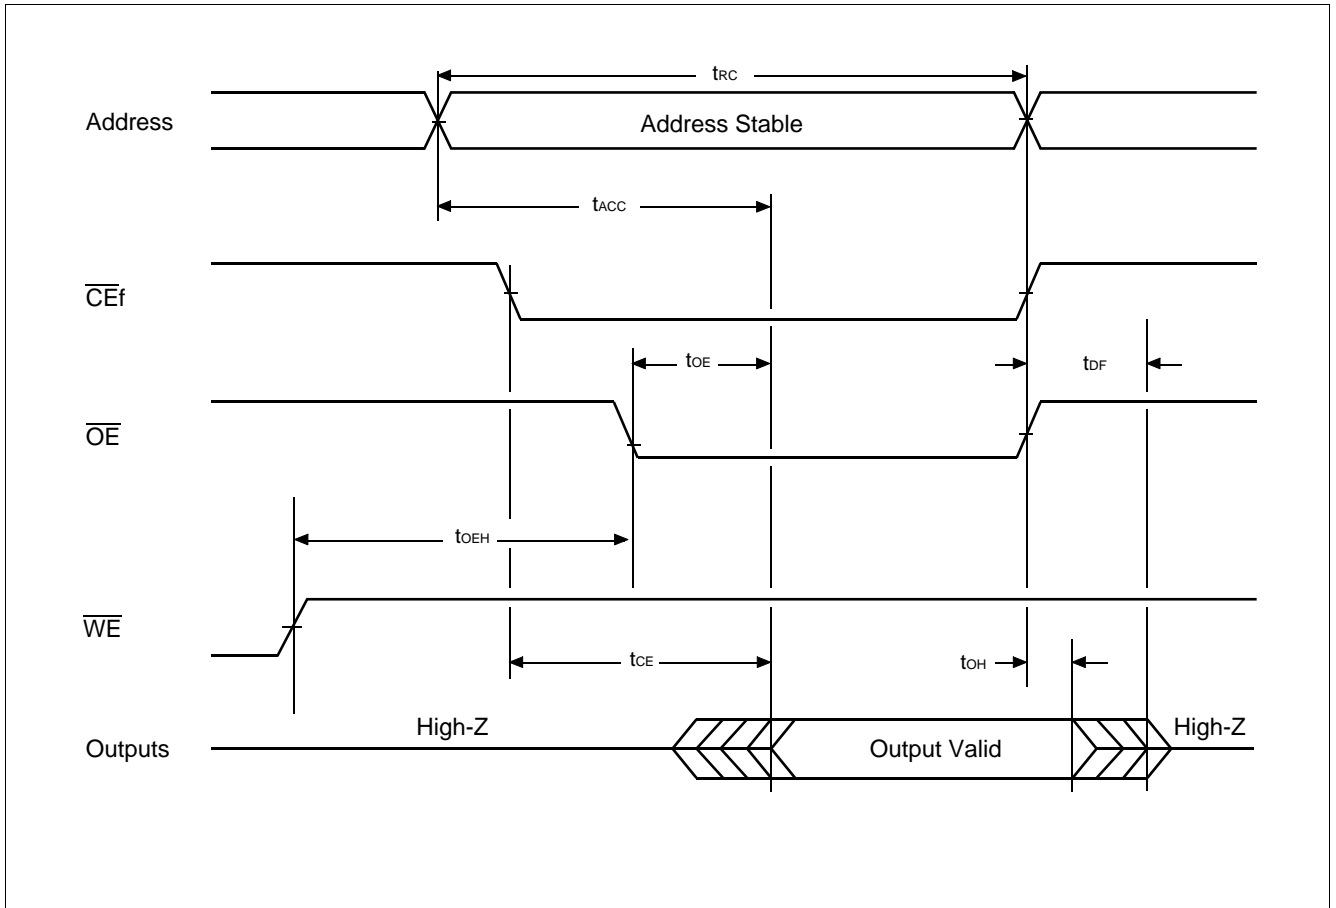 tRC
Address
Address Stable
tACC
CEf
tOE
tDF
OE
tOEH
WE
tCE
tOH
High-Z
High-Z
Outputs
Output Valid